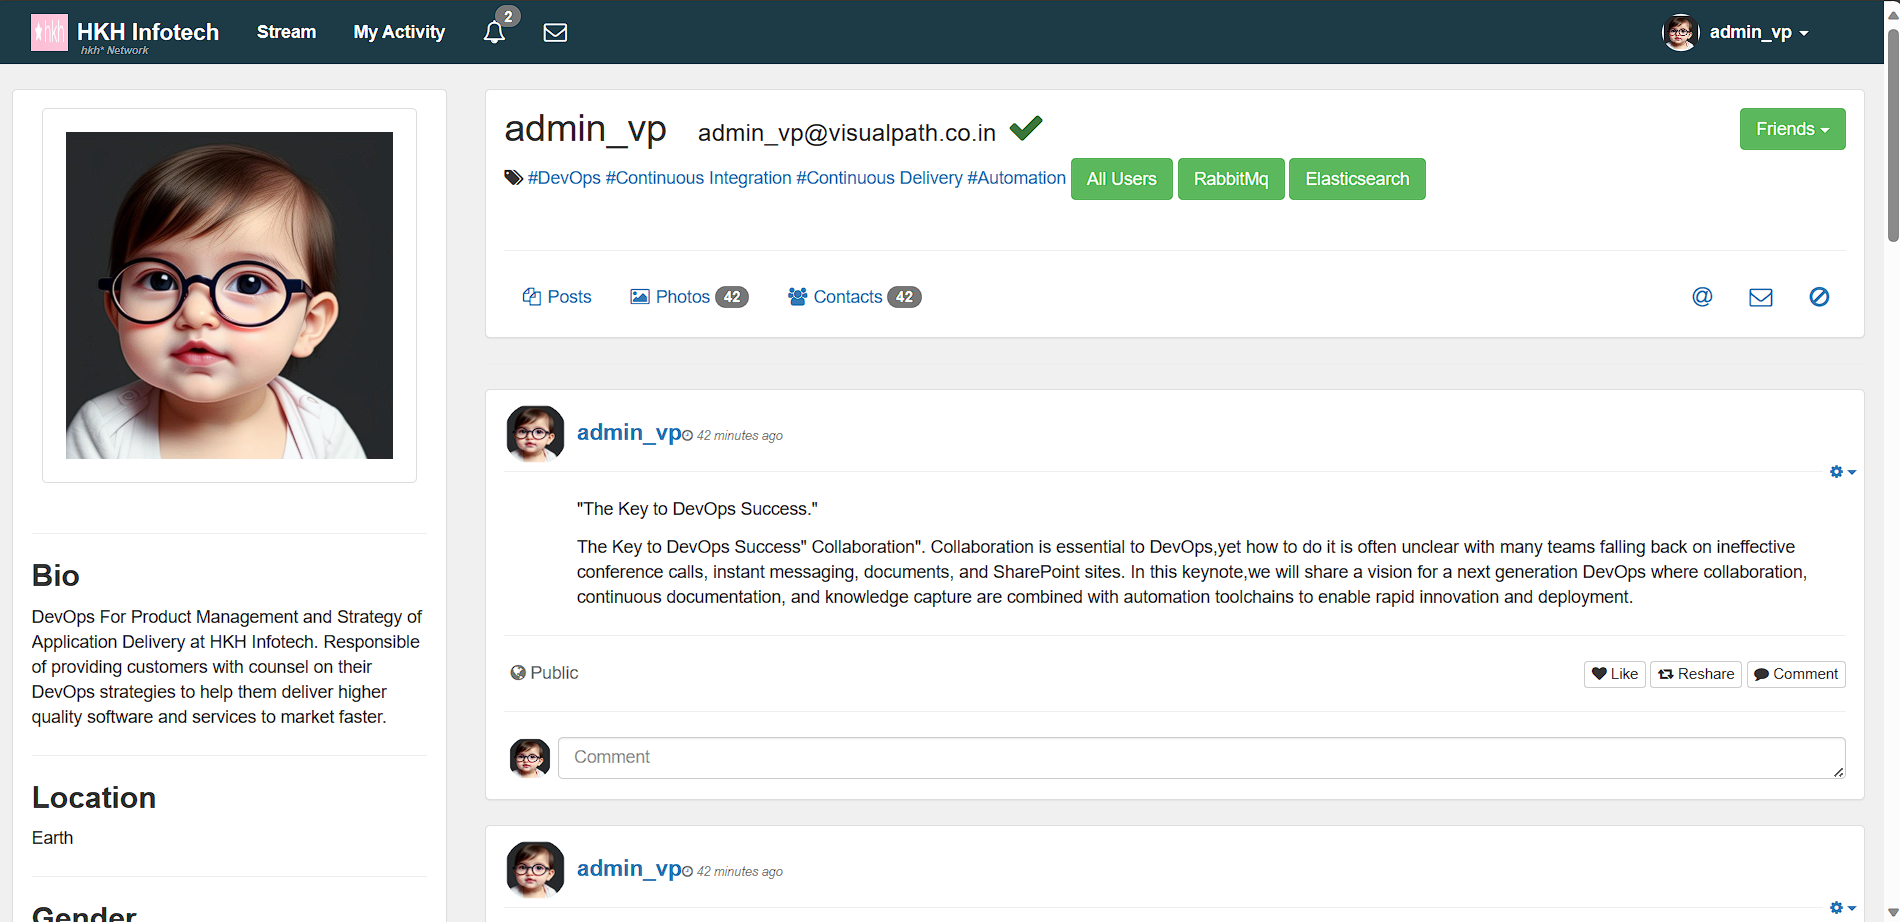 hkh
HKH Infotech
hkh* Network
Stream
My Activity
2
admin_vp
admin_vp
admin_vp@visualpath.co.in
Friends
#DevOps #Continuous Integration #Continuous Delivery #Automation
All Users
RabbitMq
Elasticsearch
Posts
Photos 42
Contacts 42
@
Bio
DevOps For Product Management and Strategy of
Application Delivery at HKH Infotech. Responsible
of providing customers with counsel on their
DevOps strategies to help them deliver higher
quality software and services to market faster.
Location
Earth
Gender
admin_vp 42 minutes ago
"The Key to DevOps Success."
The Key to DevOps Success" Collaboration". Collaboration is essential to DevOps,yet how to do it is often unclear with many teams falling back on ineffective
conference calls, instant messaging, documents, and SharePoint sites. In this keynote,we will share a vision for a next generation DevOps where collaboration,
continuous documentation, and knowledge capture are combined with automation toolchains to enable rapid innovation and deployment.
Public
Like
Reshare
Comment
Comment
admin_vp 42 minutes ago